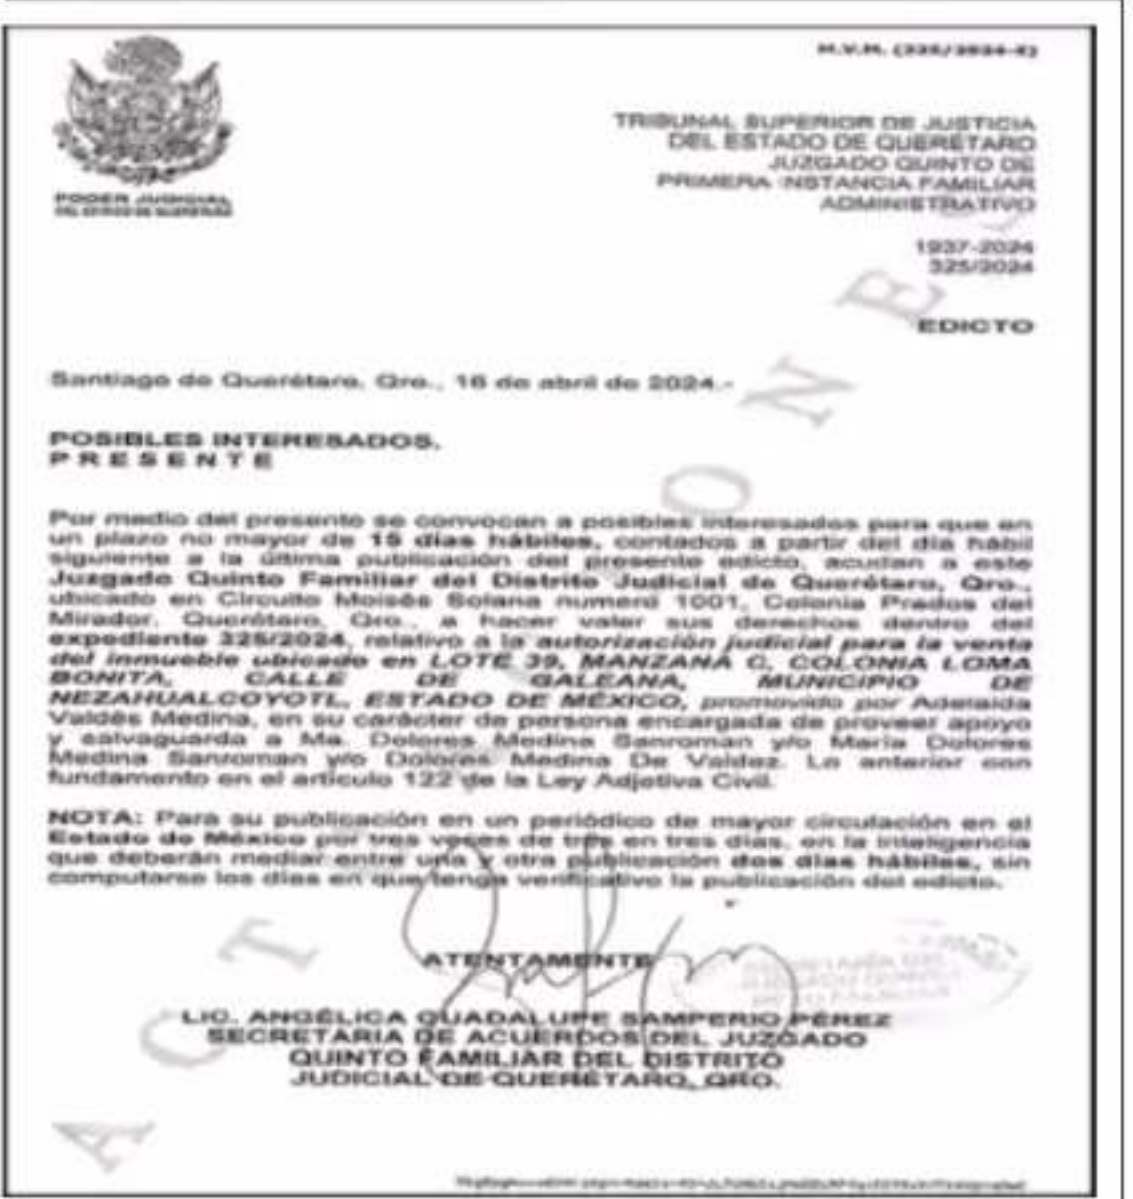 M.V.M. (325/2024-E)
PODER JUDICIAL
DEL ESTADO DE QUERÉTARO
TRIBUNAL SUPERIOR DE JUSTICIA
DEL ESTADO DE QUERÉTARO
JUZGADO QUINTO DE
PRIMERA INSTANCIA FAMILIAR
ADMINISTRATIVO
1937-2024
325/2024
EDICTO
Santiago de Querétaro, Qro., 16 de abril de 2024.-
POSIBLES INTERESADOS.
P R E S E N T E
Por medio del presente se convocan a posibles interesados para que en
un plazo no mayor de 15 días hábiles, contados a partir del día hábil
siguiente a la última publicación del presente edicto, acudan a este
Juzgado Quinto Familiar del Distrito Judicial de Querétaro, Qro.,
ubicado en Circuito Moisés Solana numero 1001, Colonia Prados del
Mirador, Querétaro, Qro., a hacer valer sus derechos dentro del
expediente 325/2024, relativo a la autorización judicial para la venta
del inmueble ubicado en LOTE 39, MANZANA C, COLONIA LOMA
BONITA, CALLE DE GALEANA, MUNICIPIO DE
NEZAHUALCOYOTL, ESTADO DE MÉXICO, promovido por Adelaida
Valdés Medina, en su carácter de persona encargada de proveer apoyo
y salvaguarda a Ma. Dolores Medina Sanroman y/o María Dolores
Medina Sanroman y/o Dolores Medina De Valdez. Lo anterior con
fundamento en el artículo 122 de la Ley Adjetiva Civil.
NOTA: Para su publicación en un periódico de mayor circulación en el
Estado de México por tres veces de tres en tres días, en la inteligencia
que deberán mediar entre una y otra publicación dos días hábiles, sin
computarse los días en que tenga verificativo la publicación del edicto.
ATENTAMENTE
LIC. ANGÉLICA GUADALUPE SAMPERIO PÉREZ
SECRETARIA DE ACUERDOS DEL JUZGADO
QUINTO FAMILIAR DEL DISTRITO
JUDICIAL DE QUERÉTARO, QRO.